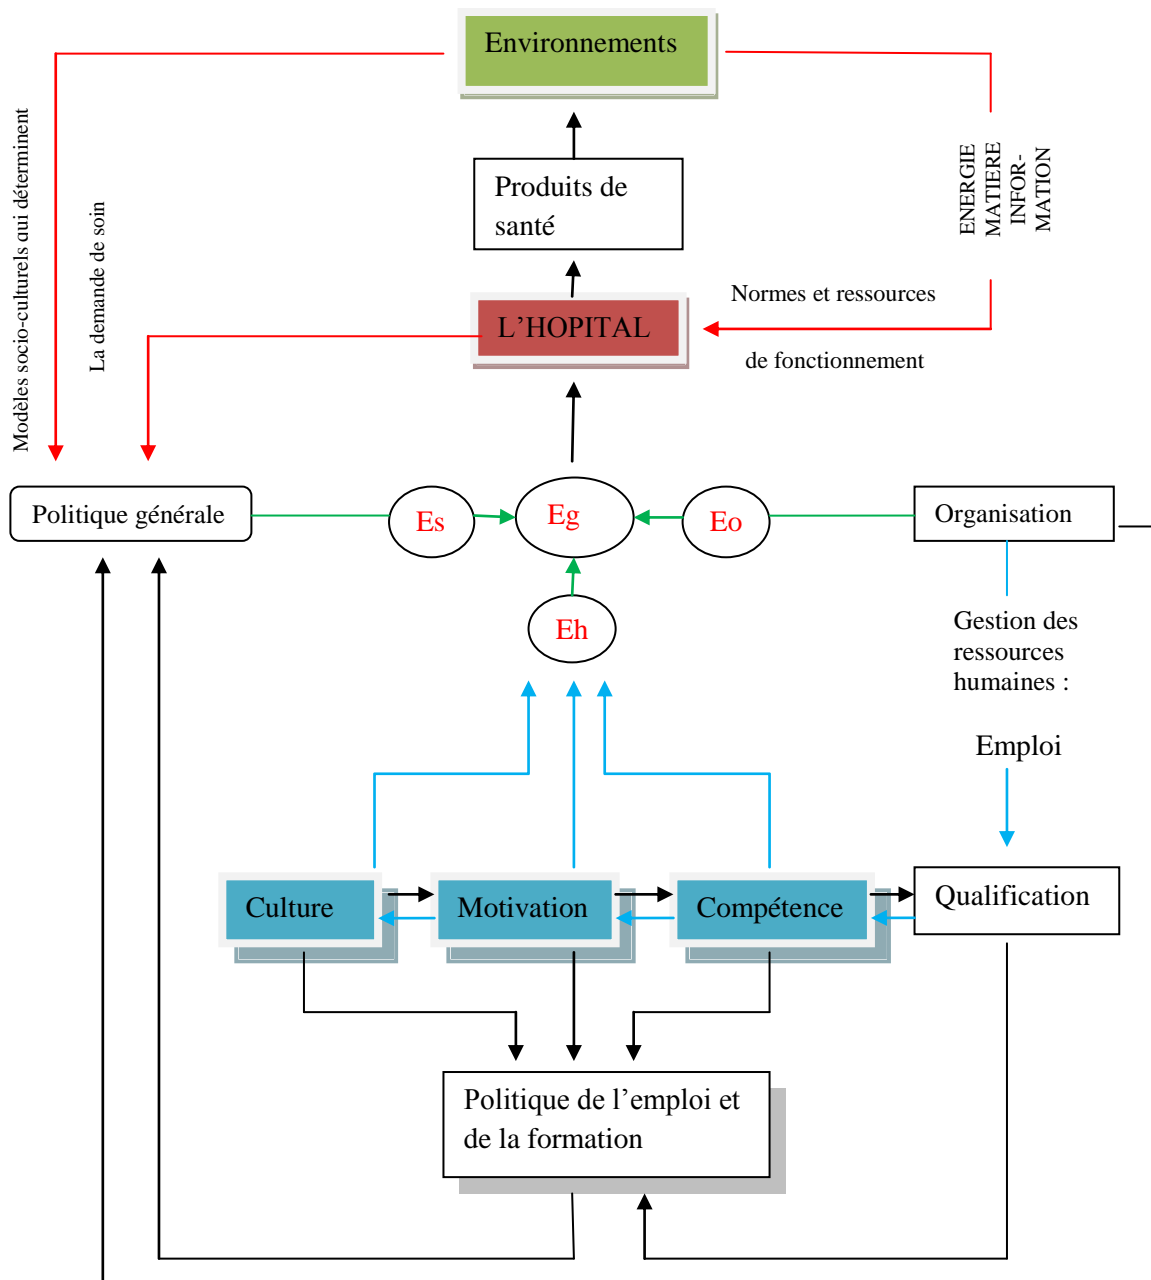 Environnements
Modèles socio-culturels qui déterminent
La demande de soin
ENERGIE
MATIERE
INFOR-
MATION
Produits de
santé
L’HOPITAL
Normes et ressources
de fonctionnement
Politique générale
Es
Eg
Eo
Organisation
Eh
Gestion des
ressources
humaines :
Emploi
Culture
Motivation
Compétence
Qualification
Politique de l’emploi et
de la formation